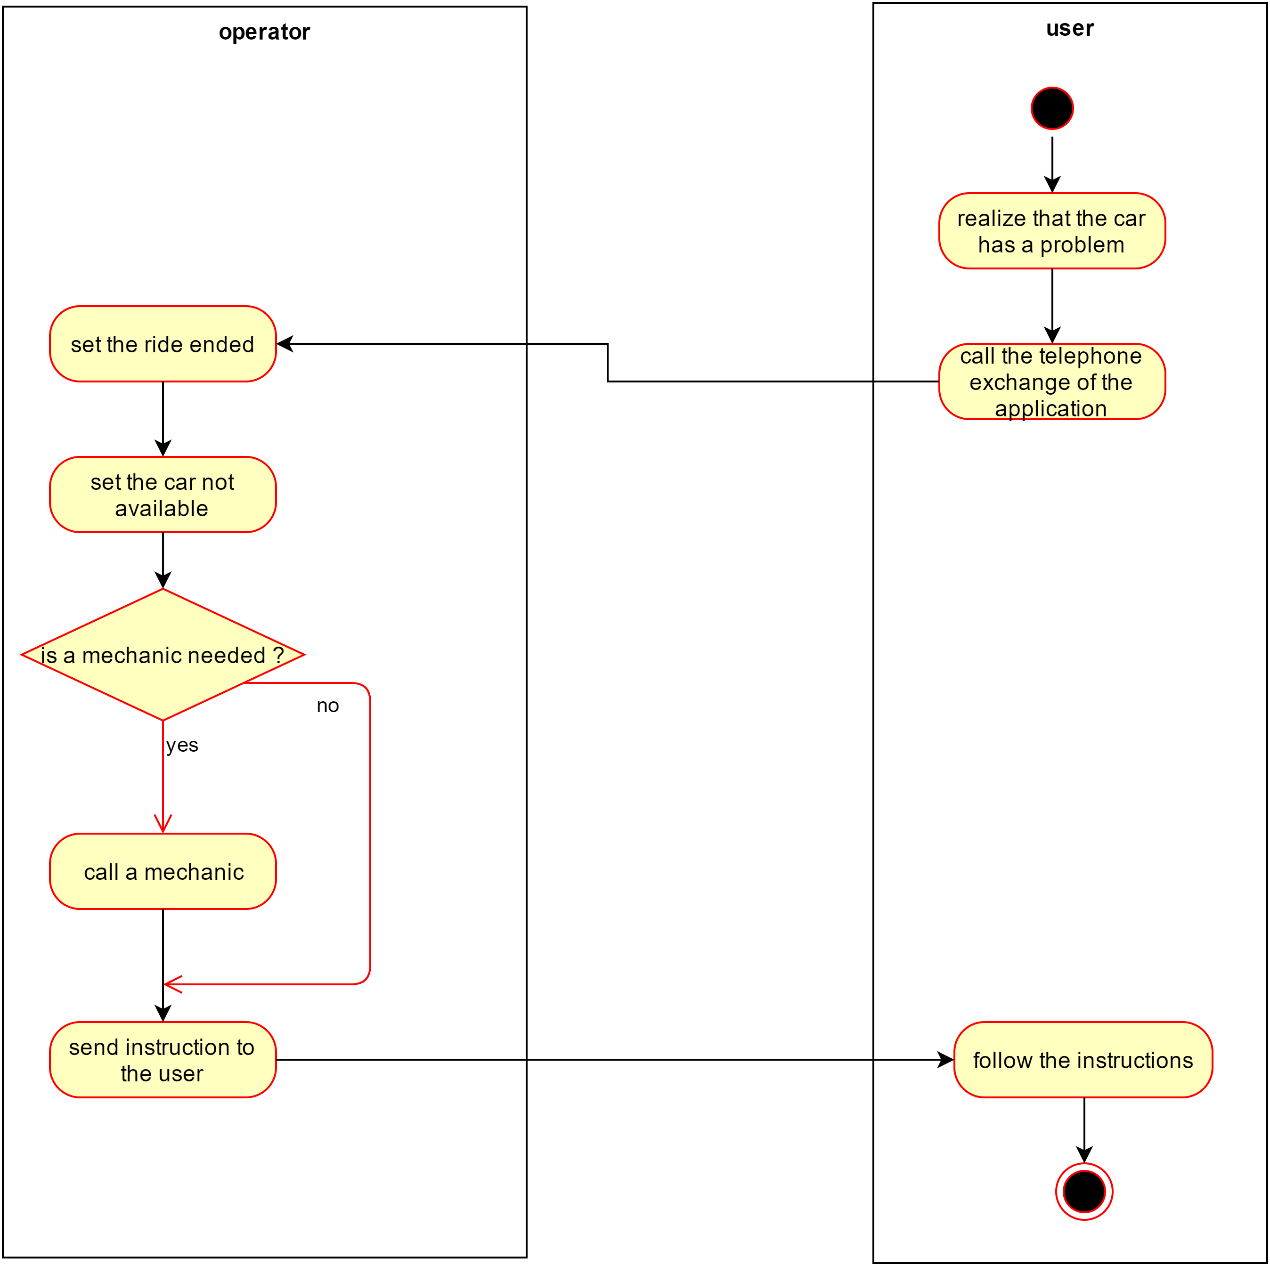 operator
user
realize that the car
has a problem
set the ride ended
call the telephone
exchange of the
application
set the car not
available
is a mechanic needed ?
no
yes
call a mechanic
send instruction to
the user
follow the instructions